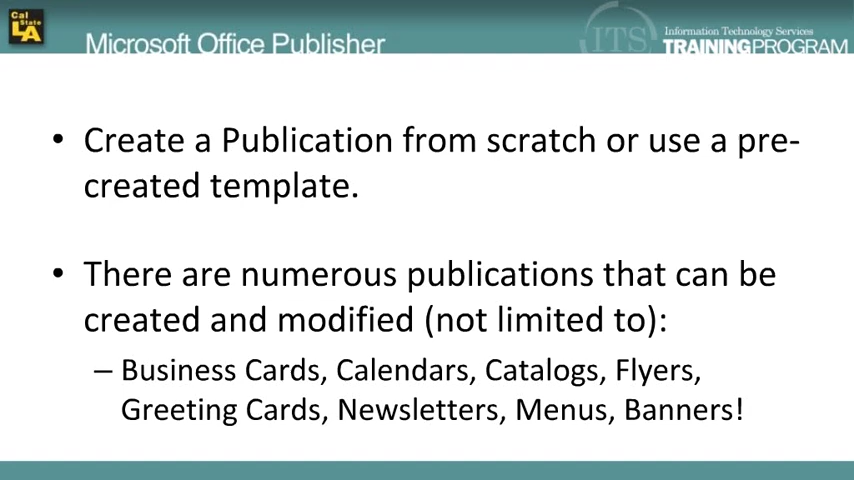 Cal
State
LA
Microsoft Office Publisher
ITS
Information Technology Services
TRAININGPROGRAM
• Create a Publication from scratch or use a pre-
created template.
• There are numerous publications that can be
created and modified (not limited to):
– Business Cards, Calendars, Catalogs, Flyers,
Greeting Cards, Newsletters, Menus, Banners!